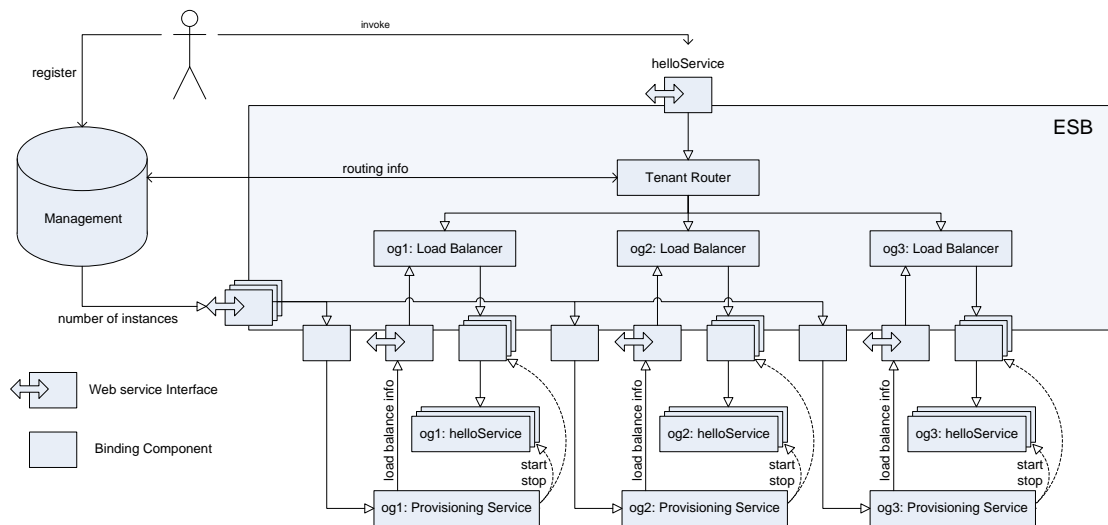 invoke
helloService
register
ESB
routing info
Tenant Router
Management
og1: Load Balancer
og2: Load Balancer
og3: Load Balancer
number of instances
Web service Interface
load balance info
load balance info
load balance info
og1: helloService
og2: helloService
og3: helloService
Binding Component
start
stop
start
stop
start
stop
og1: Provisioning Service
og2: Provisioning Service
og3: Provisioning Service